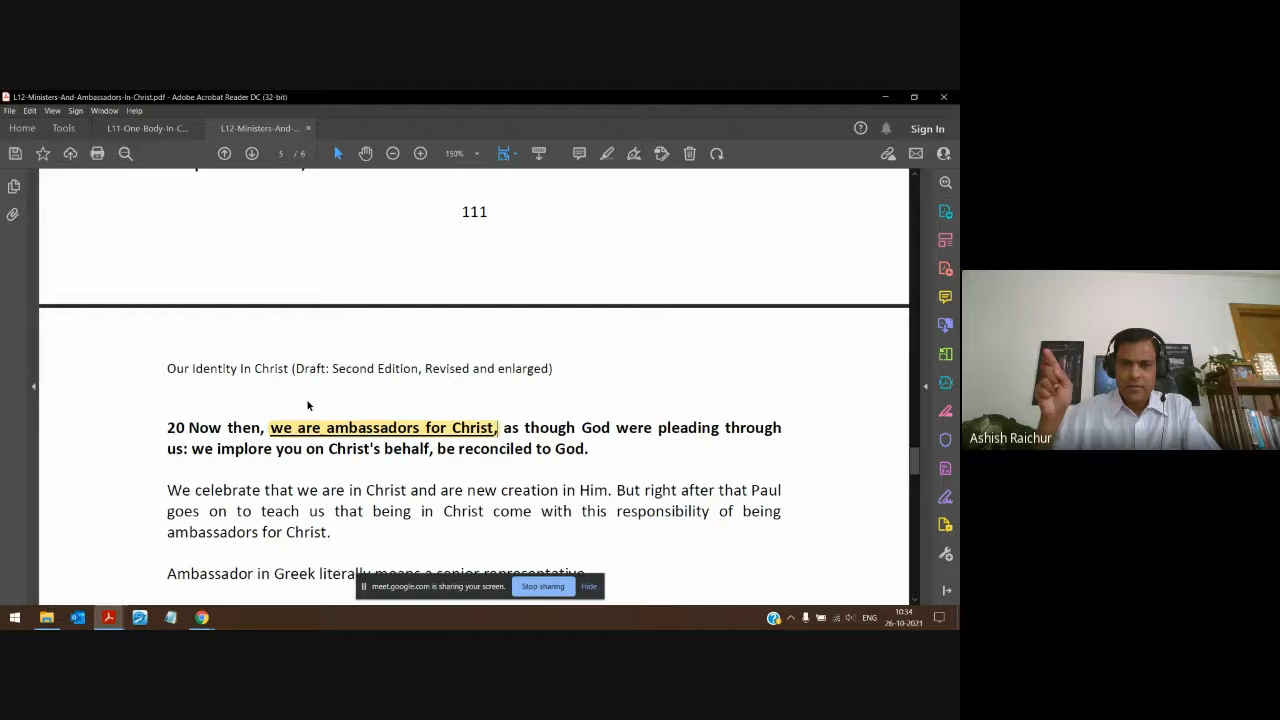 L12-Ministers-And-Ambassadors-In-Christ.pdf - Adobe Acrobat Reader DC (32-bit)
File Edit View Sign Window Help
Home Tools L11-One-Body-In-C... L12-Ministers-And-... × Sign In
5 / 6 150%
111
Our Identity In Christ (Draft: Second Edition, Revised and enlarged)
20 Now then, we are ambassadors for Christ, as though God were pleading through
us: we implore you on Christ's behalf, be reconciled to God.
We celebrate that we are in Christ and are new creation in Him. But right after that Paul
goes on to teach us that being in Christ come with this responsibility of being
ambassadors for Christ.
Ambassador in Greek literally means a senior representative
meet.google.com is sharing your screen. Stop sharing Hide
ENG
10:34
26-10-2021
Ashish Raichur